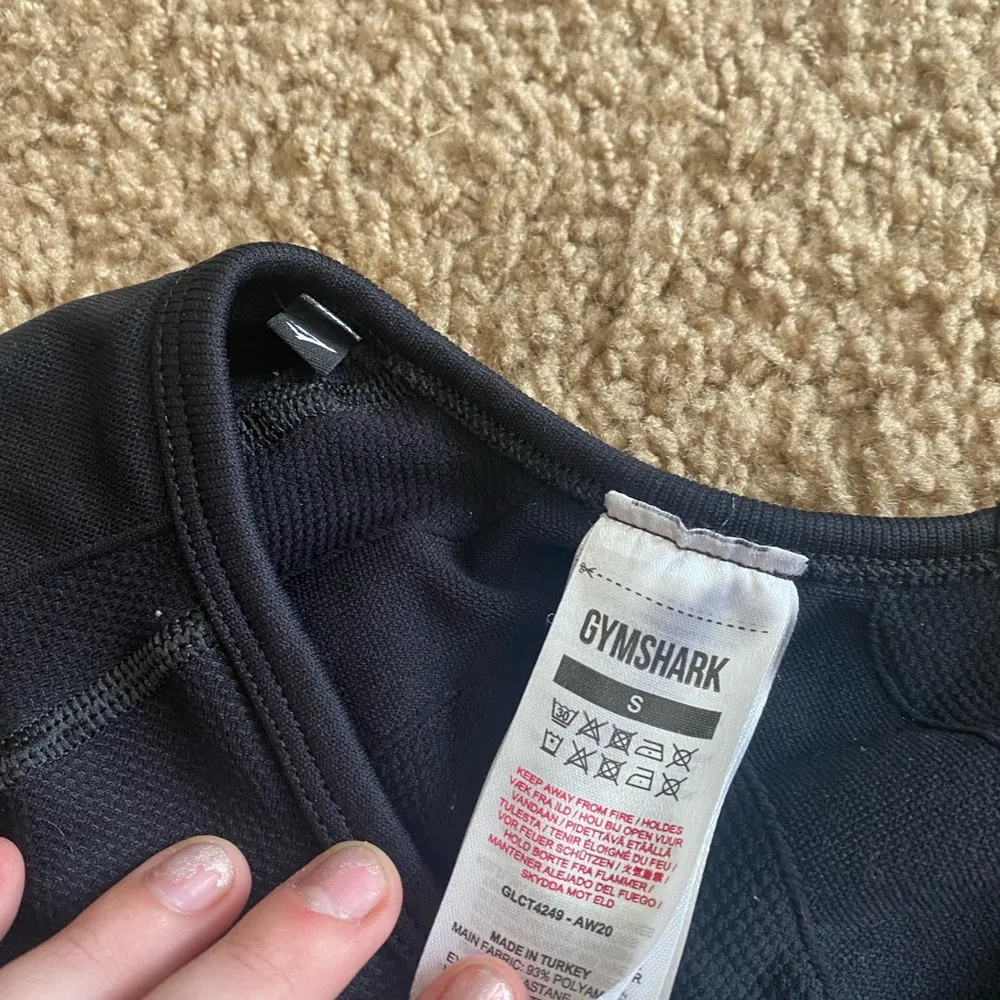 GYMSHARK
S
30
KEEP AWAY FROM FIRE / HOLDES
VÆK FRA ILD / HOU BIJ OPEN VUUR
VANDAAN / PIDETTÄVÄ ETÄÄLLÄ
TULESTA / TENIR ÉLOIGNÉ DU FEU /
VOR FEUER SCHÜTZEN / 火気厳禁 /
HOLD BORTE FRA FLAMMER /
MANTENER ALEJADO DEL FUEGO /
SKYDDA MOT ELD
GLCT4249 - AW20
MADE IN TURKEY
MAIN FABRIC: 93% POLYAM